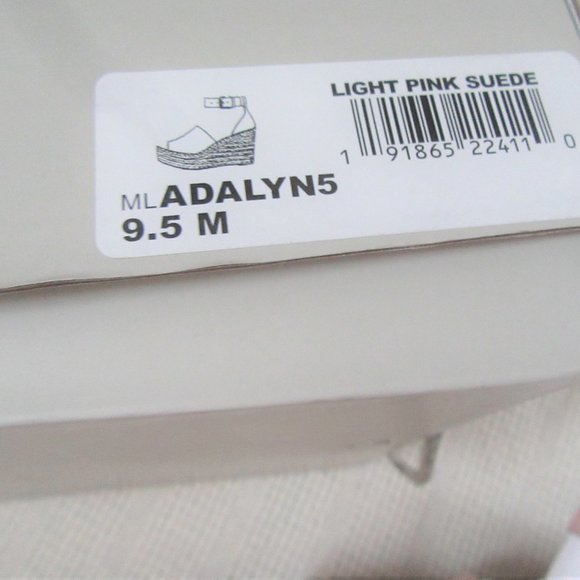 LIGHT PINK SUEDE
1 91865 22411 0
MLADALYN5
9.5 M